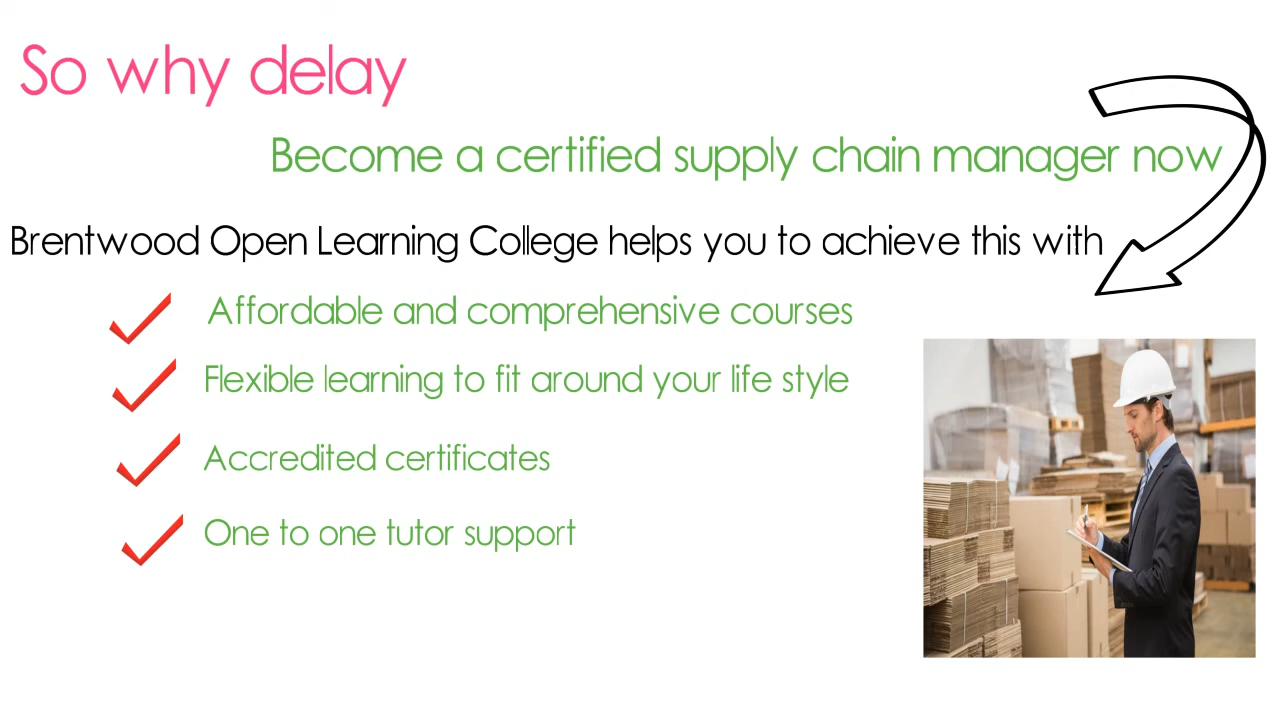 So why delay
Become a certified supply chain manager now
Brentwood Open Learning College helps you to achieve this with
Affordable and comprehensive courses
Flexible learning to fit around your life style
Accredited certificates
One to one tutor support